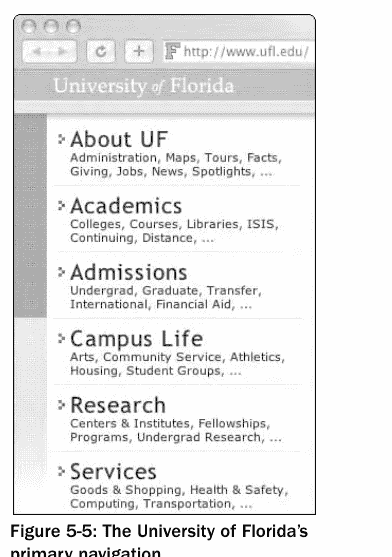 F http://www.ufl.edu/
University of Florida
About UF
Administration, Maps, Tours, Facts,
Giving, Jobs, News, Spotlights, ...
Academics
Colleges, Courses, Libraries, ISIS,
Continuing, Distance, ...
Admissions
Undergrad, Graduate, Transfer,
International, Financial Aid, ...
Campus Life
Arts, Community Service, Athletics,
Housing, Student Groups, ...
Research
Centers & Institutes, Fellowships,
Programs, Undergrad Research, ...
Services
Goods & Shopping, Health & Safety,
Computing, Transportation, ...
Figure 5-5: The University of Florida's
primary navigation